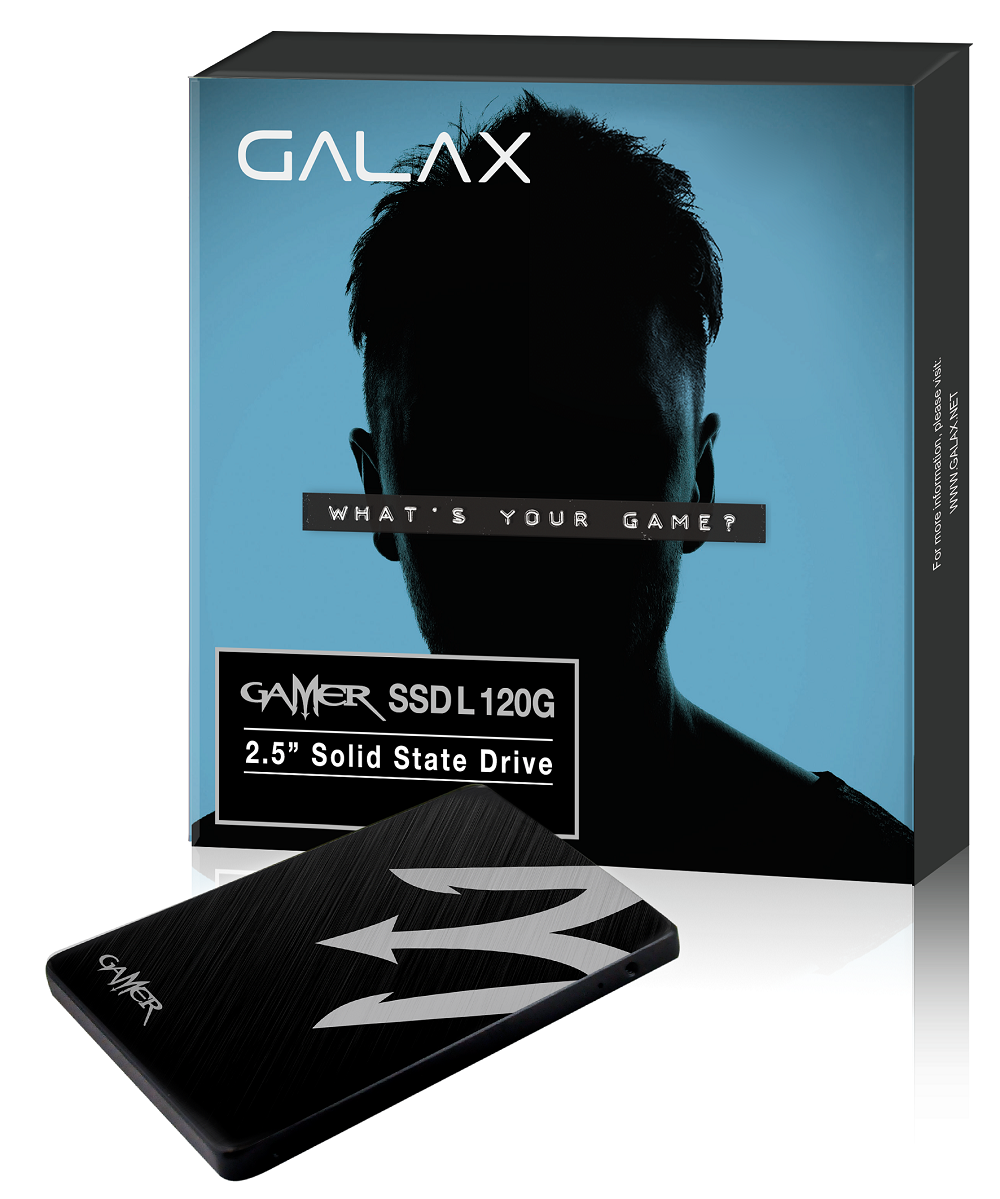 GALAX
WHAT'S YOUR GAME?
GAMER SSD L 120G
2.5” Solid State Drive
GAMER
For more information, please visit:
WWW.GALAX.NET